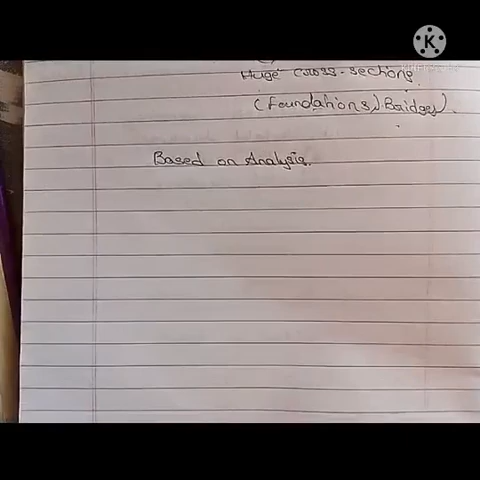 Huge cross-sections.
(Foundations, Bridges).
Based on Analysis.